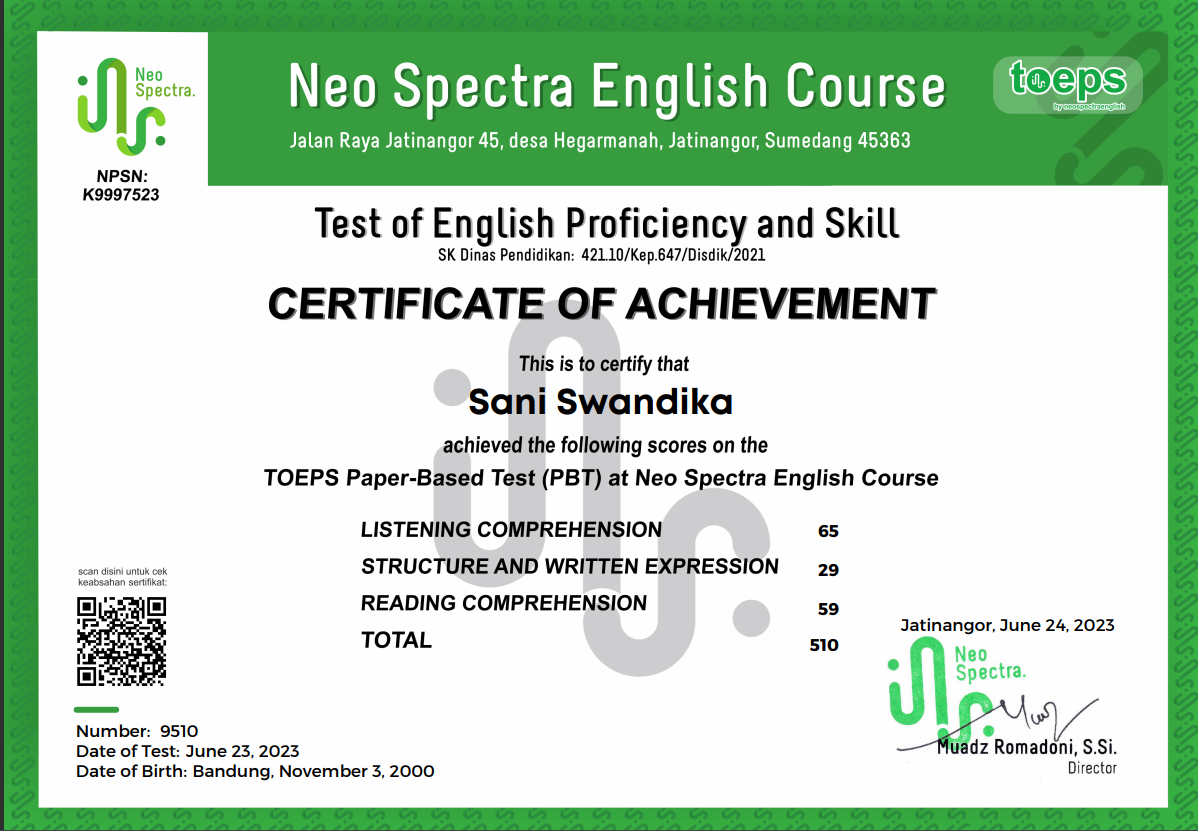 Neo
Spectra.
NPSN:
K9997523
Neo Spectra English Course
Jalan Raya Jatinangor 45, desa Hegarmanah, Jatinangor, Sumedang 45363
toeps
by neospectraenglish
Test of English Proficiency and Skill
SK Dinas Pendidikan: 421.10/Kep.647/Disdik/2021
CERTIFICATE OF ACHIEVEMENT
This is to certify that
Sani Swandika
achieved the following scores on the
TOEPS Paper-Based Test (PBT) at Neo Spectra English Course
LISTENING COMPREHENSION 65
STRUCTURE AND WRITTEN EXPRESSION 29
READING COMPREHENSION 59
TOTAL 510
scan disini untuk cek
keabsahan sertifikat:
Number: 9510
Date of Test: June 23, 2023
Date of Birth: Bandung, November 3, 2000
Jatinangor, June 24, 2023
Neo
Spectra.
Muadz Romadoni, S.Si.
Director